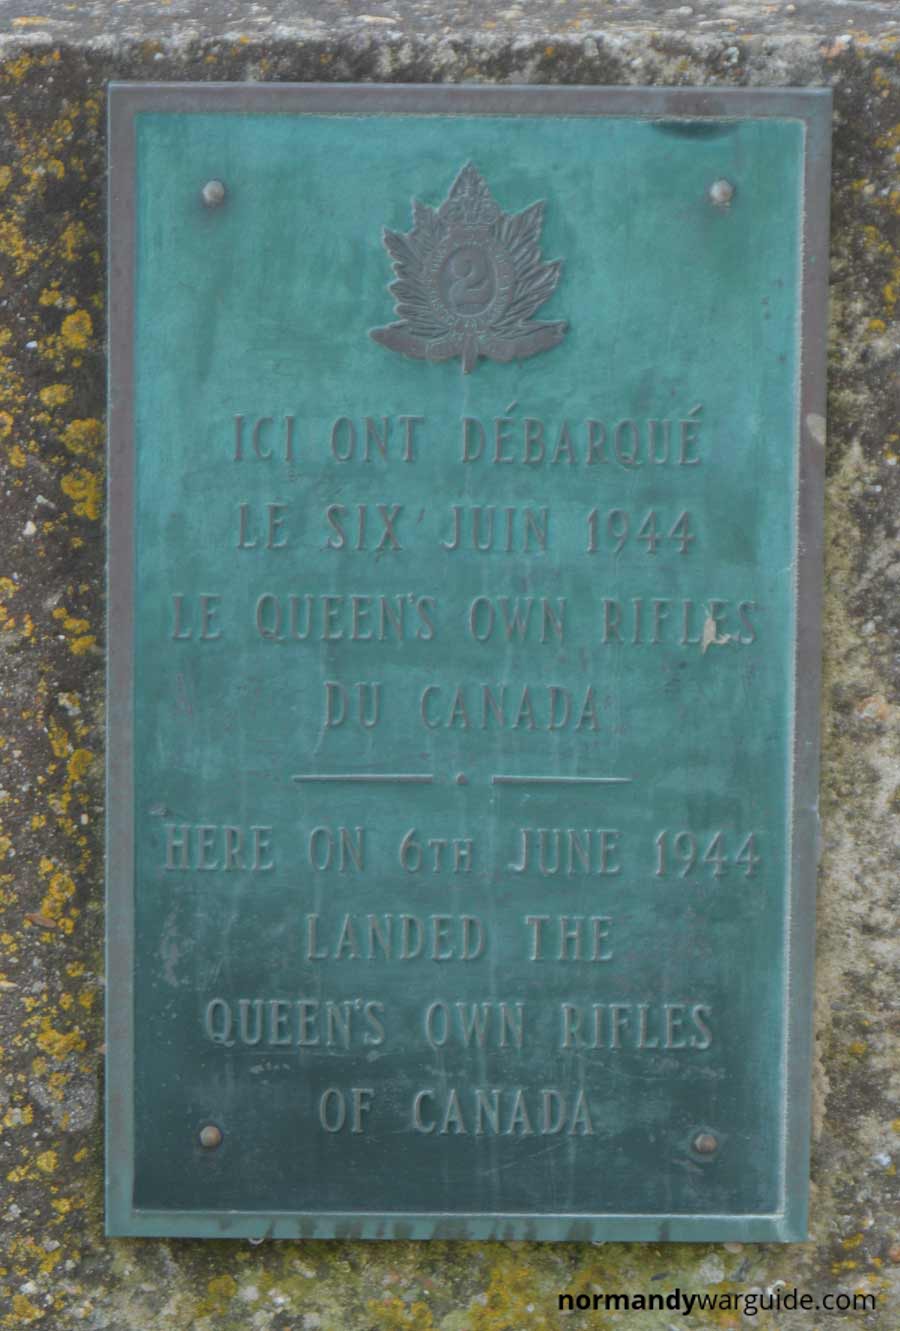 2
ICI ONT DÉBARQUÉ
LE SIX JUIN 1944
LE QUEEN'S OWN RIFLES
DU CANADA
HERE ON 6TH JUNE 1944
LANDED THE
QUEEN'S OWN RIFLES
OF CANADA
normandywarguide.com